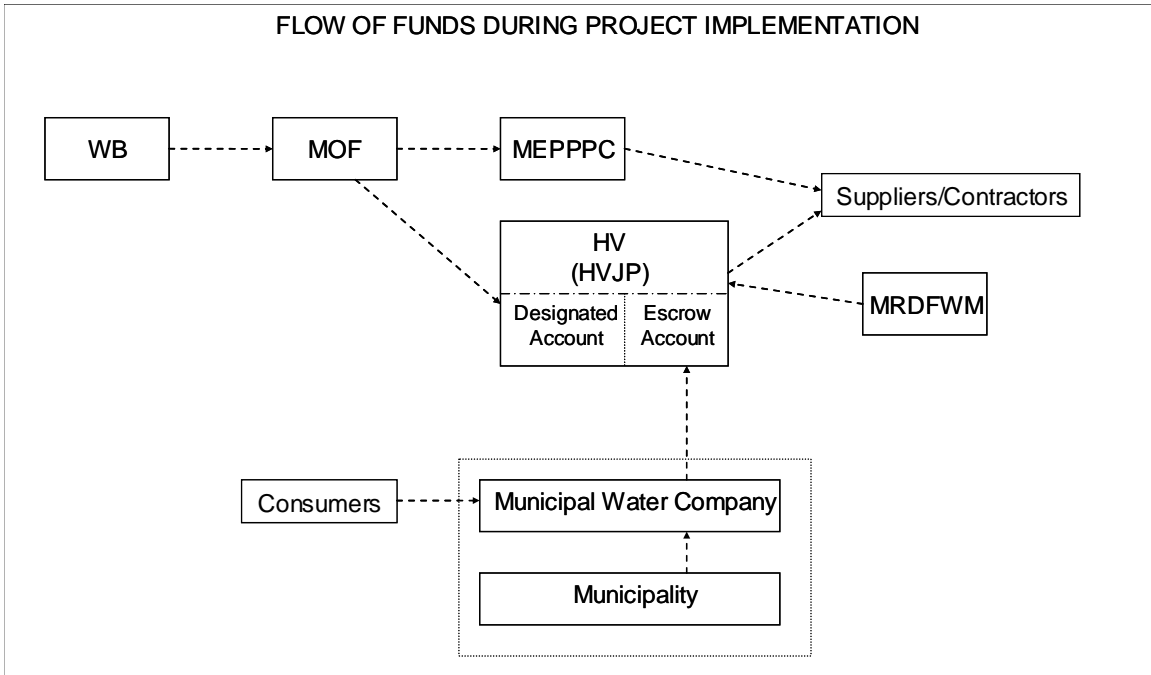 FLOW OF FUNDS DURING PROJECT IMPLEMENTATION
WB
MOF
MEPPPC
Suppliers/Contractors
HV
(HVJP)
MRDFWM
Designated
Account
Escrow
Account
Consumers
Municipal Water Company
Municipality